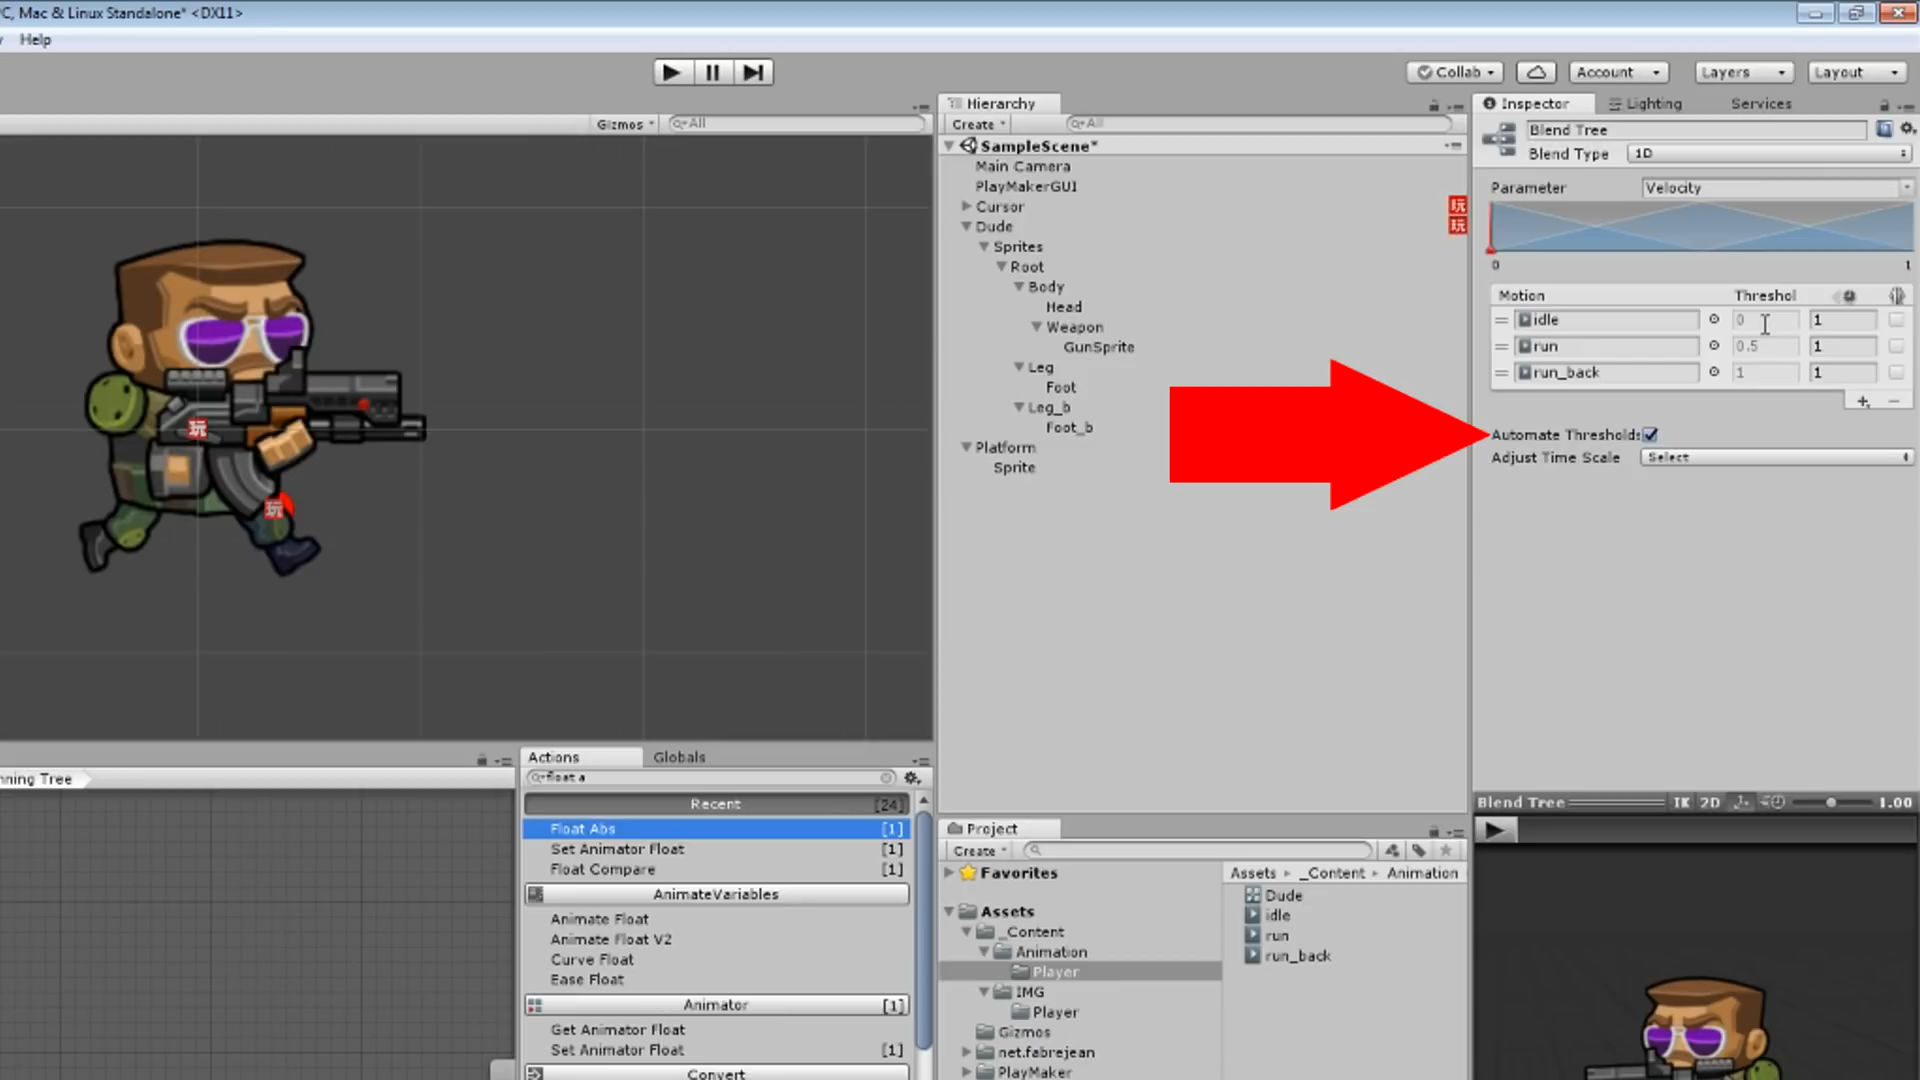 PC, Mac & Linux Standalone* <DX11>
Help
Collab
Account
Layers
Layout
Gizmos
All
Hierarchy
Create
All
SampleScene*
Main Camera
PlayMakerGUI
Cursor
玩
Dude
玩
Sprites
Root
Body
Head
Weapon
GunSprite
Leg
Foot
Leg_b
Foot_b
Platform
Sprite
玩
玩
Inspector
Lighting
Services
Blend Tree
Blend Type
1D
Parameter
Velocity
0
1
Motion
Threshol
idle
0
1
run
0.5
1
run_back
1
1
+
Automate Thresholds
Adjust Time Scale
Select
nning Tree
Actions
Globals
float a
Recent
[24]
Float Abs
[1]
Set Animator Float
[1]
Float Compare
[1]
AnimateVariables
Animate Float
Animate Float V2
Curve Float
Ease Float
Animator
[1]
Get Animator Float
Set Animator Float
[1]
Convert
Project
Create
Favorites
Assets
_Content
Animation
Player
IMG
Player
Gizmos
net.fabrejean
PlayMaker
Assets
_Content
Animation
Dude
idle
run
run_back
Blend Tree
IK
2D
1.00